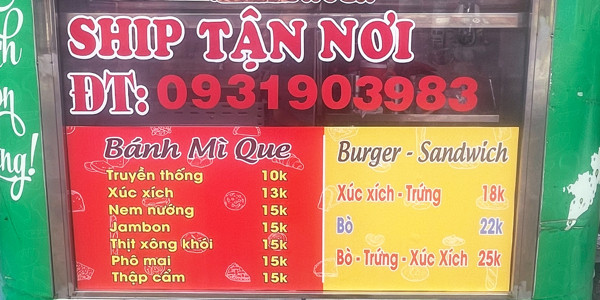 SHIP TẬN NƠI
ĐT: 0931903983
Bánh Mì Que
Truyền thống 10k
Xúc xích 13k
Nem nướng 15k
Jambon 15k
Thịt xông khói 15k
Phô mai 15k
Thập cẩm 15k
Burger - Sandwich
Xúc xích - Trứng 18k
Bò 22k
Bò - Trứng - Xúc Xích 25k